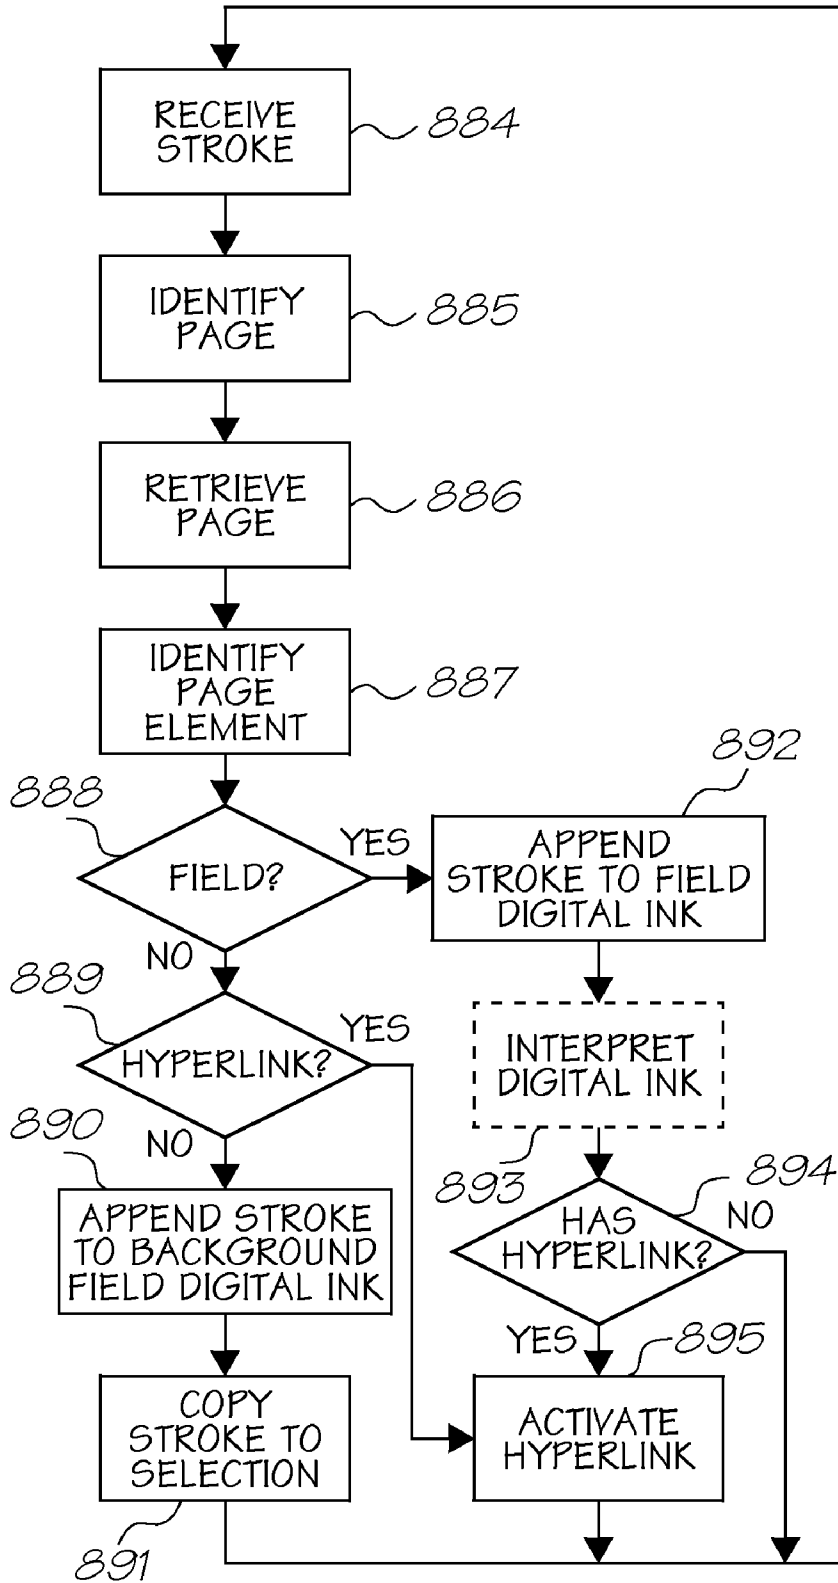 RECEIVE
STROKE
884
IDENTIFY
PAGE
885
RETRIEVE
PAGE
886
IDENTIFY
PAGE
ELEMENT
887
888
FIELD?
YES
NO
892
APPEND
STROKE TO FIELD
DIGITAL INK
889
HYPERLINK?
YES
NO
INTERPRET
DIGITAL INK
893
890
APPEND STROKE
TO BACKGROUND
FIELD DIGITAL INK
894
HAS
HYPERLINK?
NO
YES
895
COPY
STROKE TO
SELECTION
891
ACTIVATE
HYPERLINK